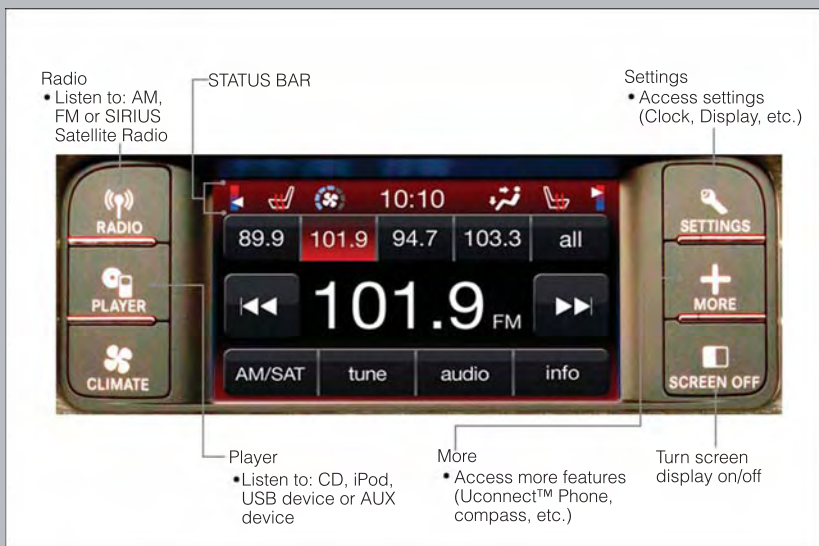 Radio
• Listen to: AM,
FM or SIRIUS
Satellite Radio
STATUS BAR
Settings
• Access settings
(Clock, Display, etc.)
RADIO
PLAYER
CLIMATE
10:10
89.9 101.9 94.7 103.3 all
101.9 FM
AM/SAT tune audio info
SETTINGS
MORE
SCREEN OFF
Player
•Listen to: CD, iPod,
USB device or AUX
device
More
• Access more features
(Uconnect™ Phone,
compass, etc.)
Turn screen
display on/off